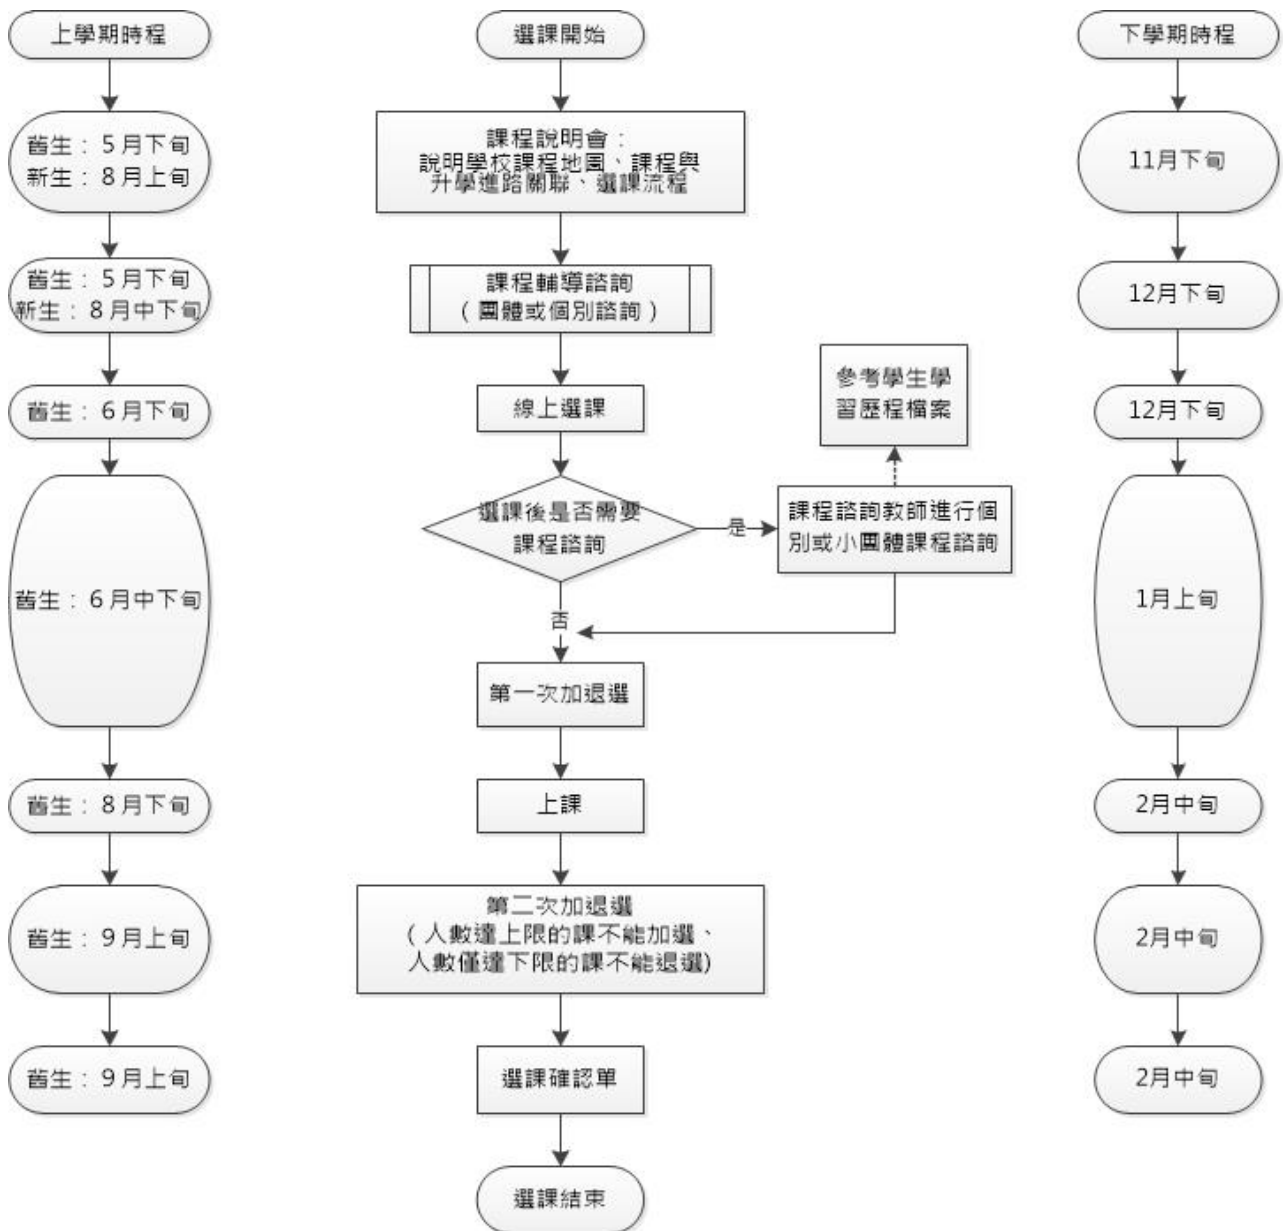 上學期時程
舊生：5月下旬
新生：8月上旬
舊生：5月下旬
新生：8月中下旬
舊生：6月下旬
舊生：6月中下旬
舊生：8月下旬
舊生：9月上旬
舊生：9月上旬
選課開始
課程說明會：
說明學校課程地圖、課程與
升學進路關聯、選課流程
課程輔導諮詢
（團體或個別諮詢）
線上選課
選課後是否需要
課程諮詢
是
課程諮詢教師進行個
別或小團體課程諮詢
參考學生學
習歷程檔案
否
第一次加退選
上課
第二次加退選
（人數達上限的課不能加選、
人數僅達下限的課不能退選)
選課確認單
選課結束
下學期時程
11月下旬
12月下旬
12月下旬
1月上旬
2月中旬
2月中旬
2月中旬